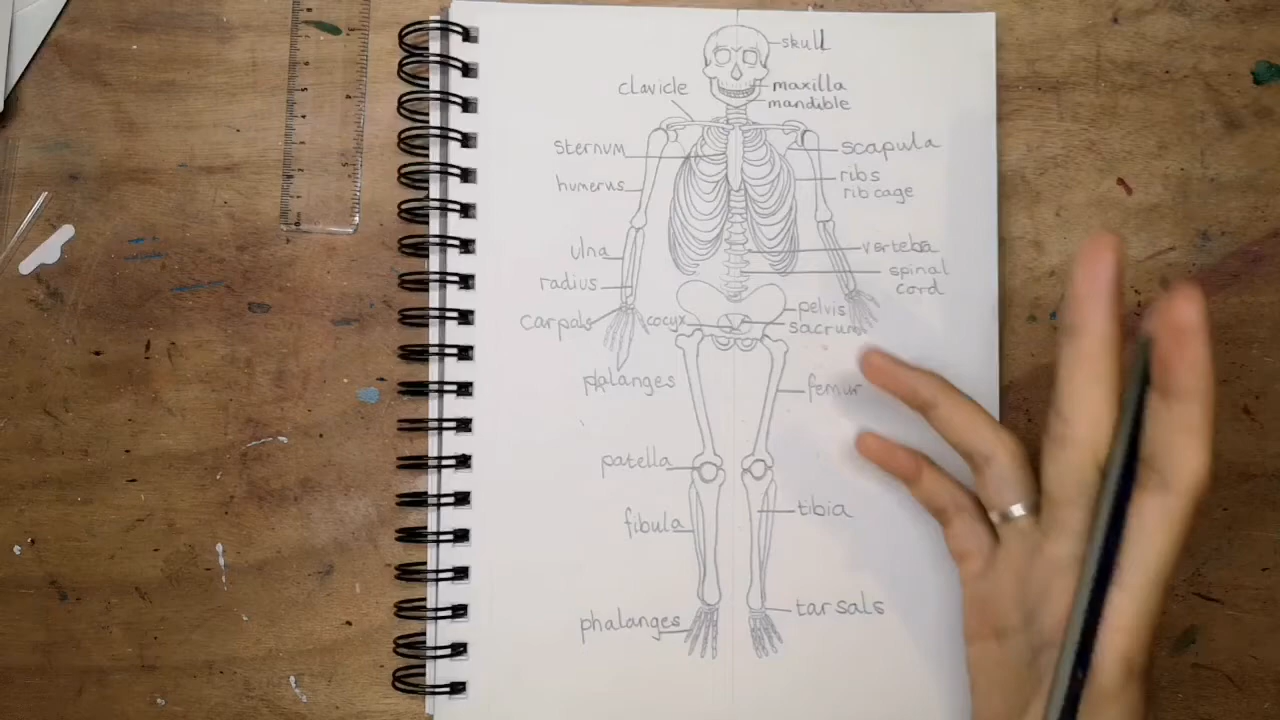 skull
clavicle
maxilla
mandible
sternum
scapula
humerus
ribs
rib cage
ulna
vertebra
radius
spinal
cord
carpals
cocyx
pelvis
sacrum
phalanges
femur
patella
fibula
tibia
phalanges
tarsals